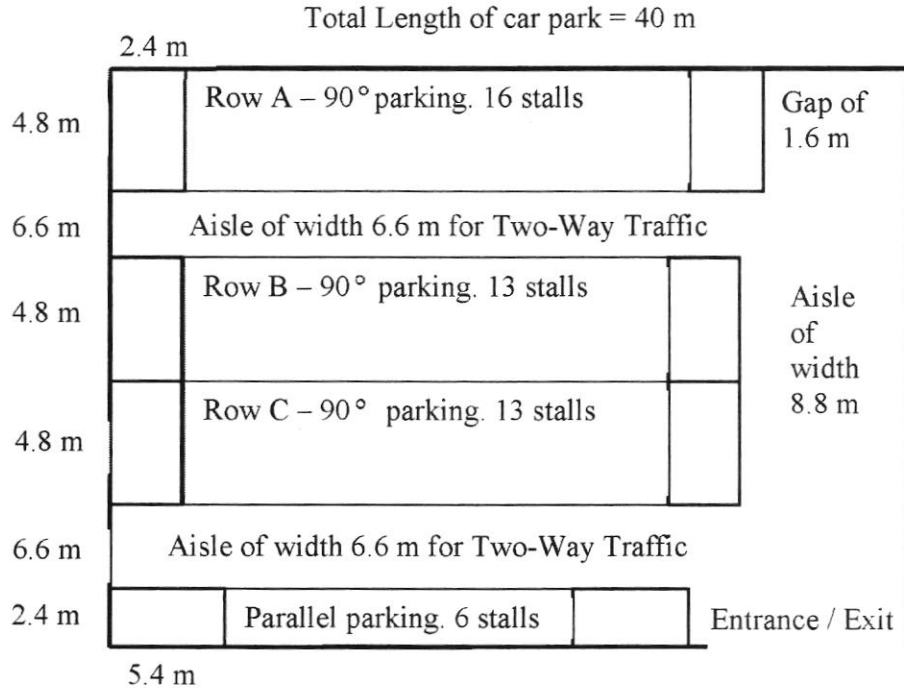 Total Length of car park = 40 m
2.4 m
4.8 m
Row A – 90° parking. 16 stalls
Gap of
1.6 m
6.6 m
Aisle of width 6.6 m for Two-Way Traffic
4.8 m
Row B – 90° parking. 13 stalls
Aisle
of
width
8.8 m
4.8 m
Row C – 90° parking. 13 stalls
6.6 m
Aisle of width 6.6 m for Two-Way Traffic
2.4 m
Parallel parking. 6 stalls
Entrance / Exit
5.4 m